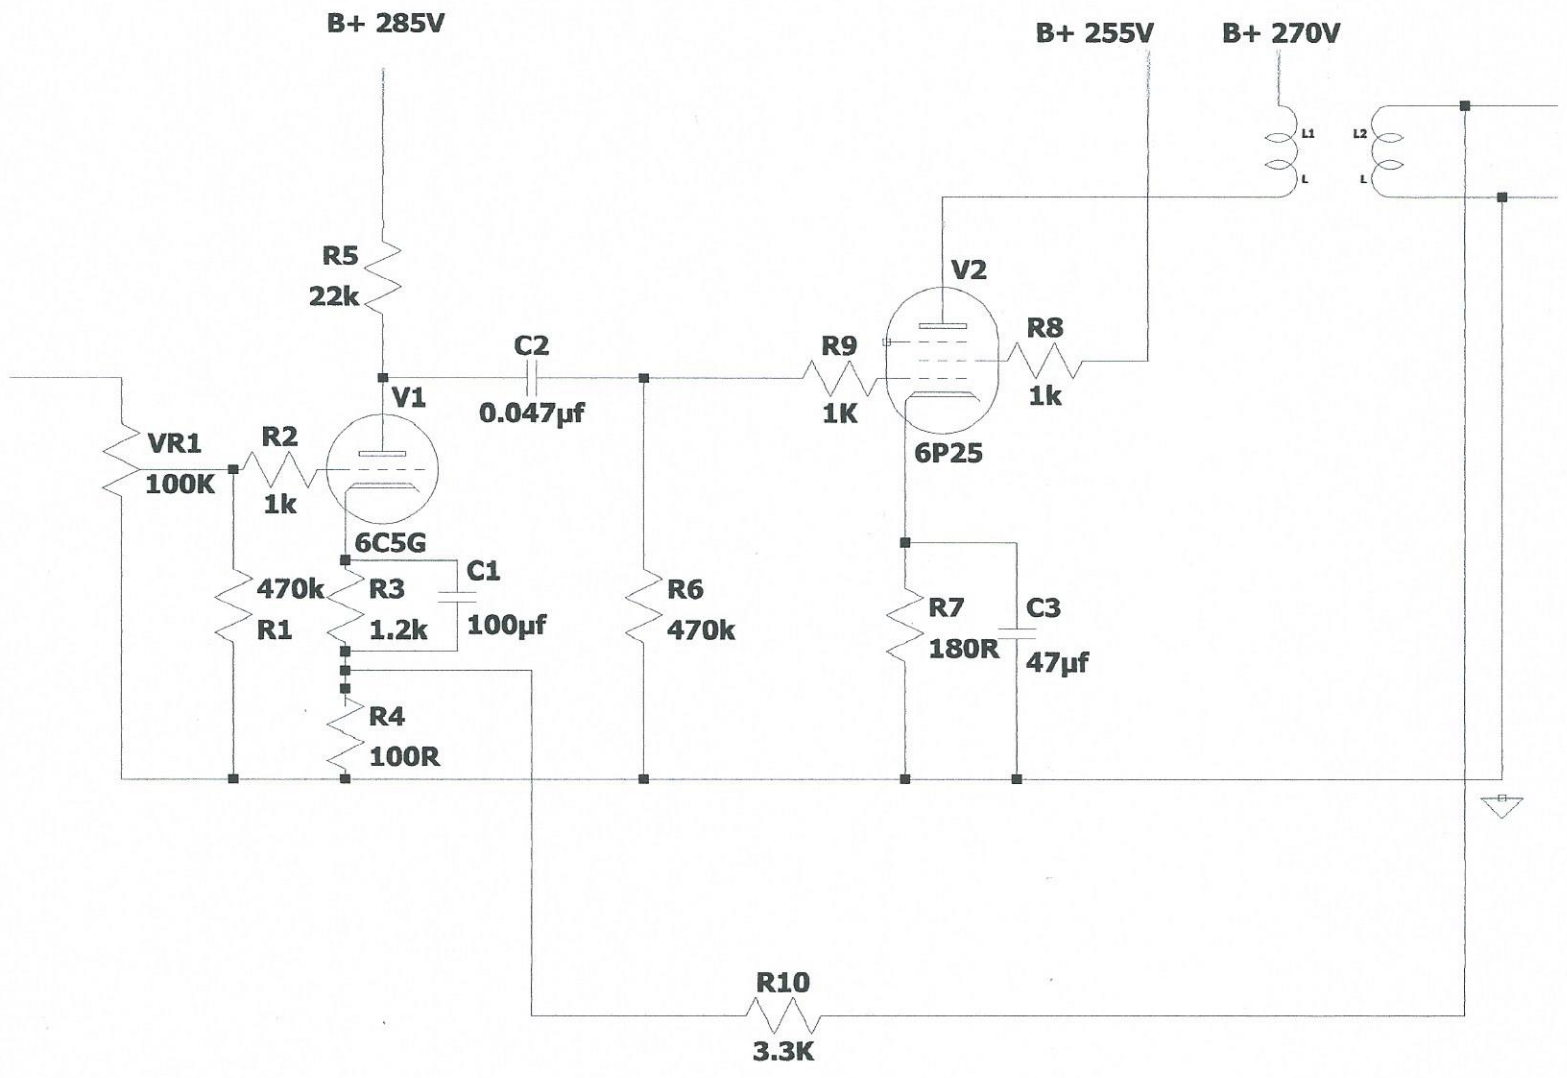 B+ 285V
B+ 255V
B+ 270V
L1
L2
L
L
R5
22k
V2
C2
0.047µf
V1
R9
1K
R8
1k
VR1
100K
R2
1k
6P25
6C5G
470k
R1
R3
1.2k
C1
100µf
R6
470k
R7
180R
C3
47µf
R4
100R
R10
3.3K